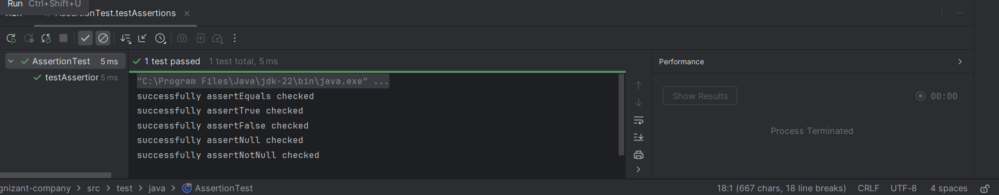 Run Ctrl+Shift+U
Run AssertionTest.testAssertions
AssertionTest 5 ms
1 test passed 1 test total, 5 ms
Performance
testAssertior 5 ms
"C:\Program Files\Java\jdk-22\bin\java.exe" ...
successfully assertEquals checked
successfully assertTrue checked
successfully assertFalse checked
successfully assertNull checked
successfully assertNotNull checked
Show Results 00:00
Process Terminated
gnizant-company > src > test > java > AssertionTest 18:1 (667 chars, 18 line breaks) CRLF UTF-8 4 spaces